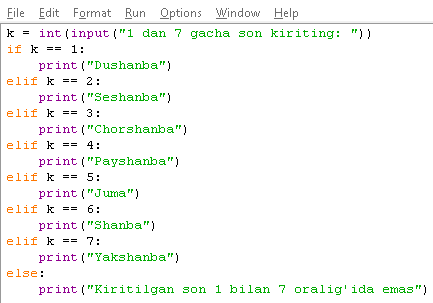 File Edit Format Run Options Window Help
k = int(input("1 dan 7 gacha son kiriting: "))
if k == 1:
    print("Dushanba")
elif k == 2:
    print("Seshanba")
elif k == 3:
    print("Chorshanba")
elif k == 4:
    print("Payshanba")
elif k == 5:
    print("Juma")
elif k == 6:
    print("Shanba")
elif k == 7:
    print("Yakshanba")
else:
    print("Kiritilgan son 1 bilan 7 oralig'ida emas")